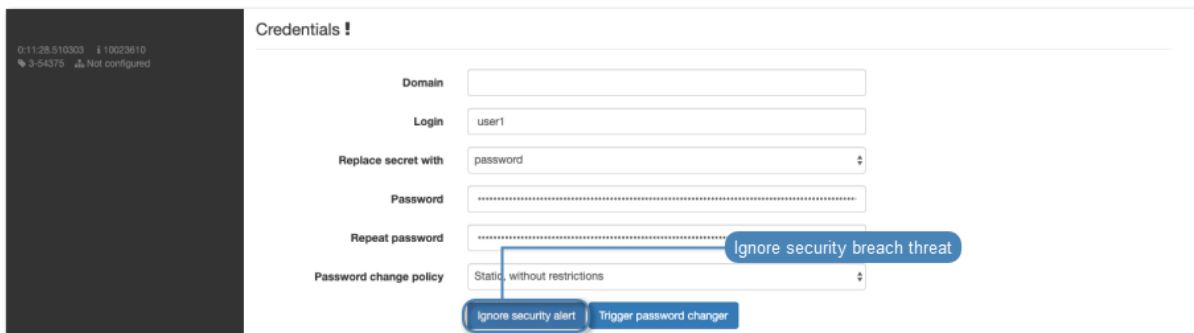 Credentials !
0:11:28.510303 i 10023610
3-54375 Not configured
Domain
Login user1
Replace secret with password
Password
Repeat password
Ignore security breach threat
Password change policy Static, without restrictions
Ignore security alert Trigger password changer